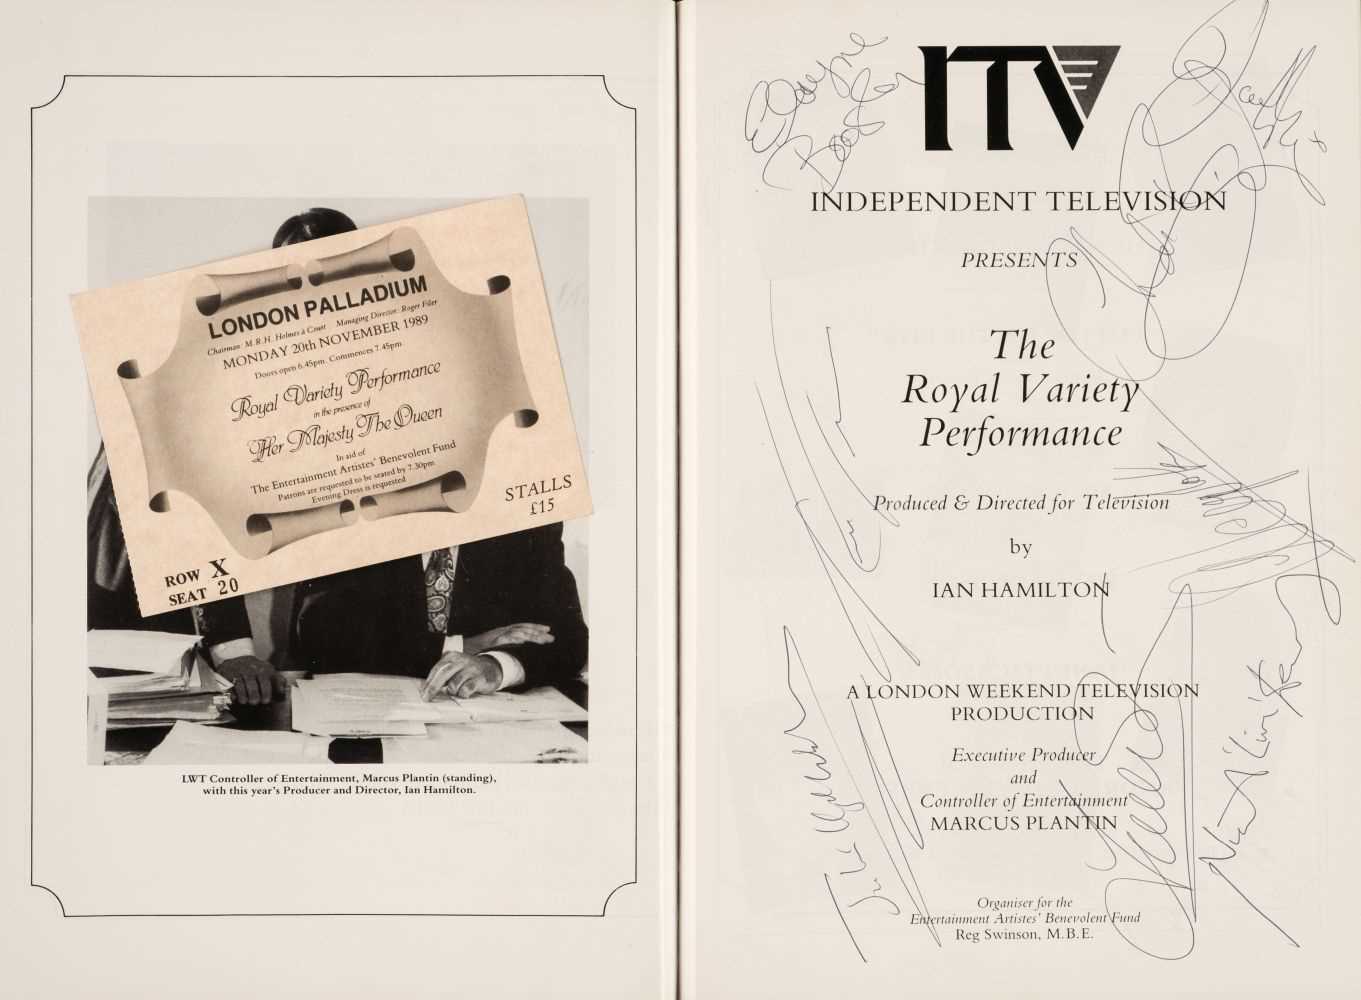 LONDON PALLADIUM
Chairman: M.R.H. Holmes à Court Managing Director: Roger Filer
MONDAY 20th NOVEMBER 1989
Doors open 6.45pm Commences 7.45pm
Royal Variety Performance
in the presence of
Her Majesty The Queen
In aid of
The Entertainment Artistes' Benevolent Fund
Patrons are requested to be seated by 7.30pm
Evening Dress is requested
STALLS
£15
ROW X
SEAT 20
LWT Controller of Entertainment, Marcus Plantin (standing),
with this year's Producer and Director, Ian Hamilton.
Elayne
Boosler
ITV
INDEPENDENT TELEVISION
PRESENTS
The
Royal Variety
Performance
Produced & Directed for Television
by
IAN HAMILTON
A LONDON WEEKEND TELEVISION
PRODUCTION
Executive Producer
and
Controller of Entertainment
MARCUS PLANTIN
Organiser for the
Entertainment Artistes' Benevolent Fund
Reg Swinson, M.B.E.